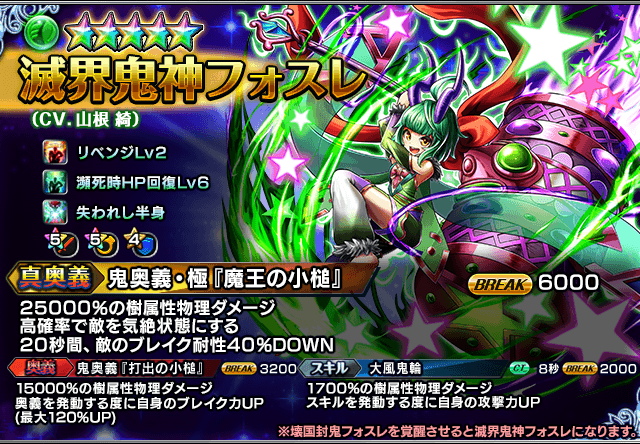 滅界鬼神フォスレ
(CV.山根 綺)
リベンジLv2
瀕死時HP回復Lv6
失われし半身
5 5 4
真奥義 鬼奥義・極『魔王の小槌』 BREAK 6000
25000%の樹属性物理ダメージ
高確率で敵を気絶状態にする
20秒間、敵のブレイク耐性40%DOWN
奥義 鬼奥義『打出の小槌』 BREAK 3200
15000%の樹属性物理ダメージ
奥義を発動する度に自身のブレイク力UP
(最大120%UP)
スキル 大風鬼輪 CT 8秒 BREAK 2000
1700%の樹属性物理ダメージ
スキルを発動する度に自身の攻撃力UP
※壊国封鬼フォスレを覚醒させると滅界鬼神フォスレになります。